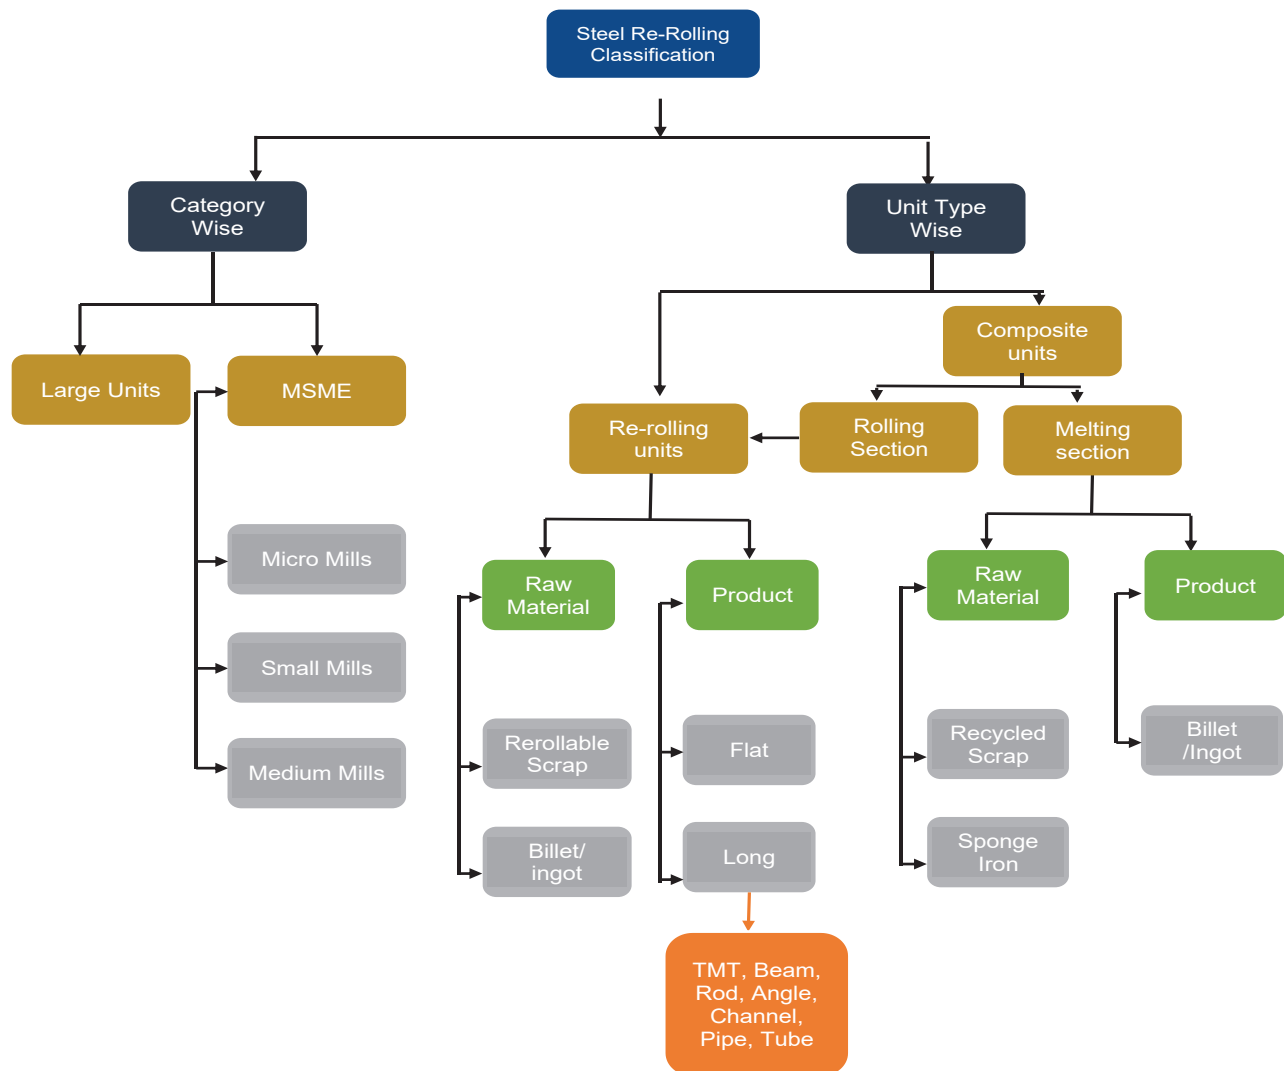 Steel Re-Rolling
Classification
Category
Wise
Unit Type
Wise
Composite
units
Large Units
MSME
Re-rolling
units
Rolling
Section
Melting
section
Micro Mills
Raw
Material
Product
Raw
Material
Product
Small Mills
Rerollable
Scrap
Flat
Recycled
Scrap
Billet
/Ingot
Medium Mills
Billet/
ingot
Long
Sponge
Iron
TMT, Beam,
Rod, Angle,
Channel,
Pipe, Tube